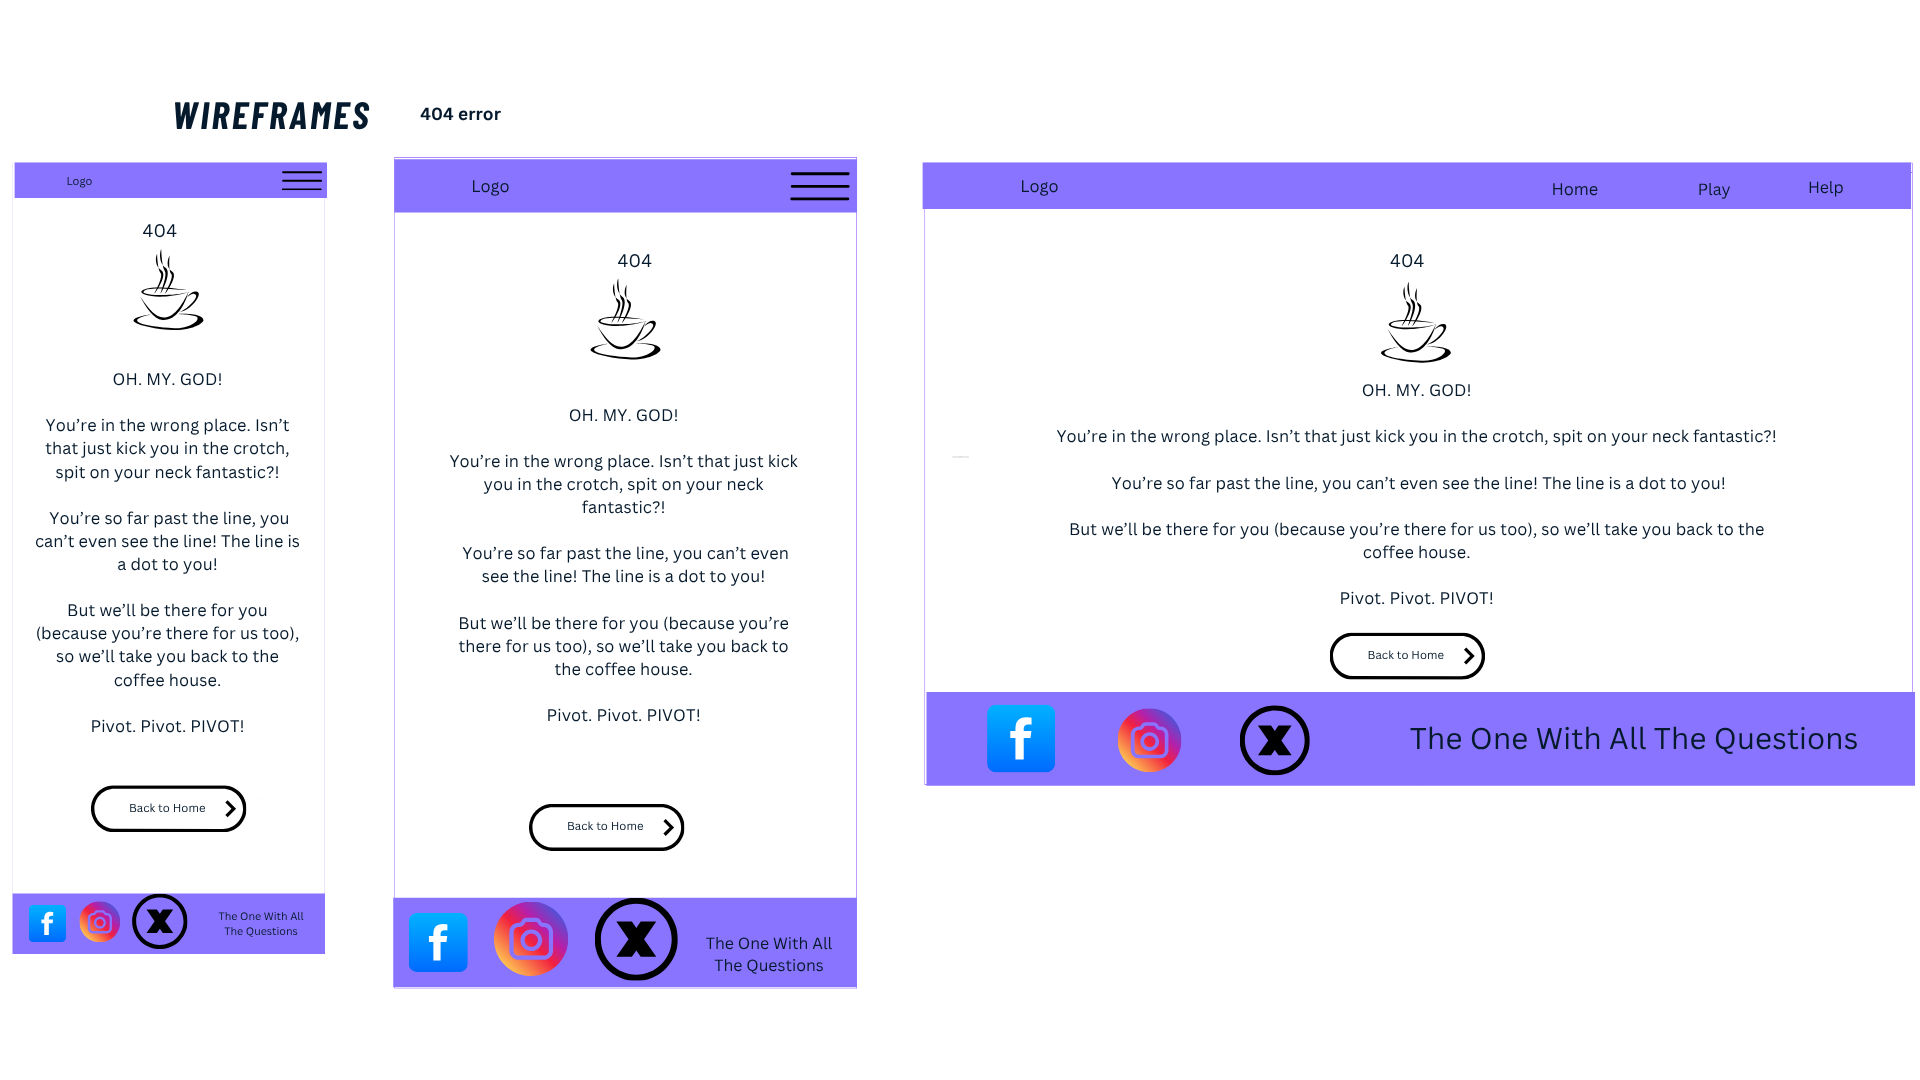 WIREFRAMES
404 error
Logo
404
OH. MY. GOD!
You’re in the wrong place. Isn’t
that just kick you in the crotch,
spit on your neck fantastic?!
You’re so far past the line, you
can’t even see the line! The line is
a dot to you!
But we’ll be there for you
(because you’re there for us too),
so we’ll take you back to the
coffee house.
Pivot. Pivot. PIVOT!
Back to Home
f
X
The One With All
The Questions
Logo
404
OH. MY. GOD!
You’re in the wrong place. Isn’t that just kick
you in the crotch, spit on your neck
fantastic?!
You’re so far past the line, you can’t even
see the line! The line is a dot to you!
But we’ll be there for you (because you’re
there for us too), so we’ll take you back to
the coffee house.
Pivot. Pivot. PIVOT!
Back to Home
f
X
The One With All
The Questions
Logo
Home
Play
Help
404
OH. MY. GOD!
You’re in the wrong place. Isn’t that just kick you in the crotch, spit on your neck fantastic?!
You’re so far past the line, you can’t even see the line! The line is a dot to you!
But we’ll be there for you (because you’re there for us too), so we’ll take you back to the
coffee house.
Pivot. Pivot. PIVOT!
Back to Home
f
X
The One With All The Questions